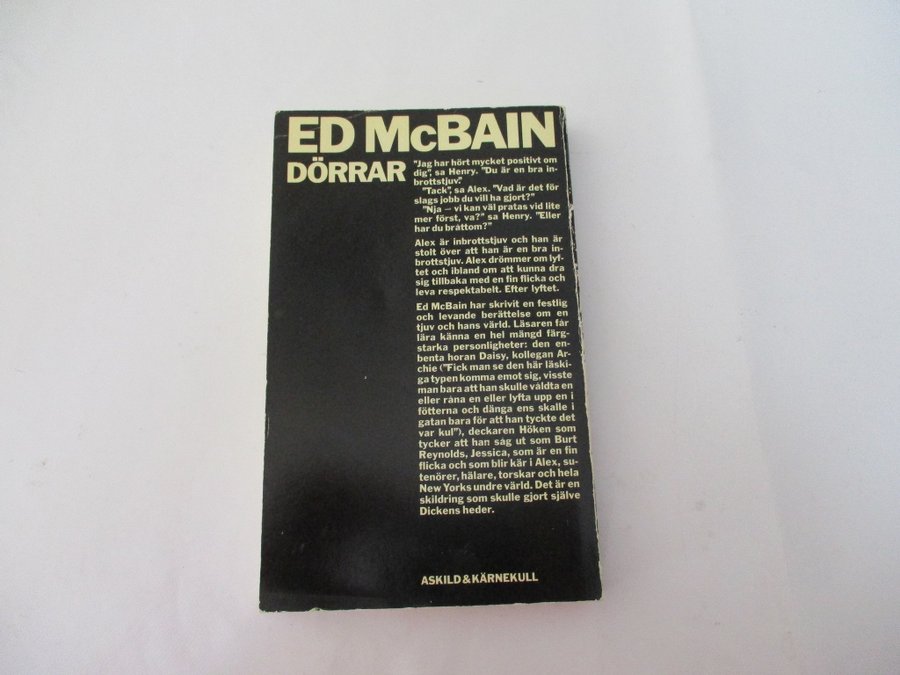 ED McBAIN
DÖRRAR
"Jag har hört mycket positivt om
dig", sa Henry. "Du är en bra in-
brottstjuv."
"Tack", sa Alex. "Vad är det för
slags jobb du vill ha gjort?"
"Nja – vi kan väl pratas vid lite
mer först, va?" sa Henry. "Eller
har du bråttom?"
Alex är inbrottstjuv och han är
stolt över att han är en bra in-
brottstjuv. Alex drömmer om lyf-
tet och ibland om att kunna dra
sig tillbaka med en fin flicka och
leva respektabelt. Efter lyftet.
Ed McBain har skrivit en festlig
och levande berättelse om en
tjuv och hans värld. Läsaren får
lära känna en hel mängd färg-
starka personligheter: den en-
benta horan Daisy, kollegan Ar-
chie ("Fick man se den här läski-
ga typen komma emot sig, visste
man bara att han skulle våldta en
eller råna en eller lyfta upp en i
fötterna och dänga ens skalle i
gatan bara för att han tyckte det
var kul"), deckaren Höken som
tycker att han såg ut som Burt
Reynolds, Jessica, som är en fin
flicka och som blir kär i Alex, su-
tenörer, hälare, torskar och hela
New Yorks undre värld. Det är en
skildring som skulle gjort själve
Dickens heder.
ASKILD & KÄRNEKULL